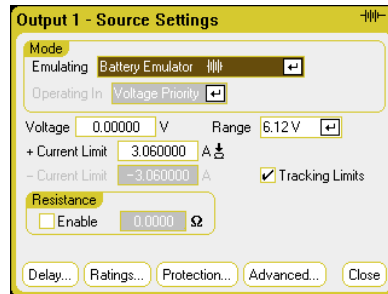 Output 1 - Source Settings
Mode
Emulating Battery Emulator
Operating In Voltage Priority
Voltage 0.00000 V Range 6.12 V
+ Current Limit 3.060000 A
- Current Limit -3.060000 A Tracking Limits
Resistance
Enable 0.0000 Ω
Delay... Ratings... Protection... Advanced... Close